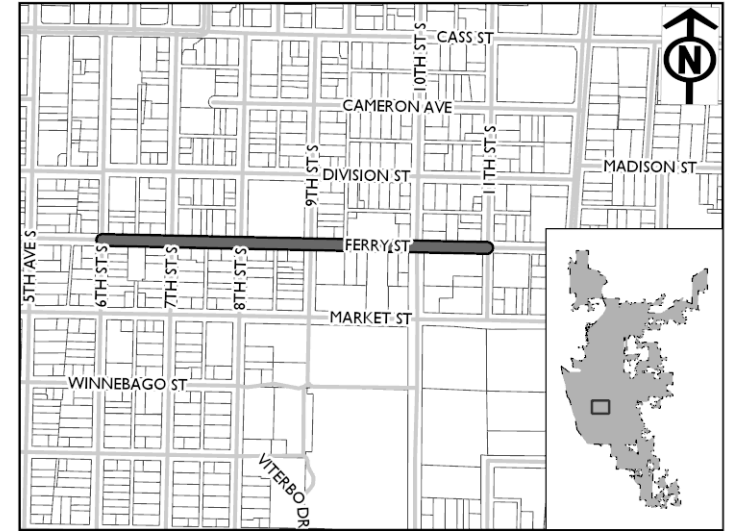 CASS ST
10TH ST S
N
CAMERON AVE
9TH ST S
11TH ST S
MADISON ST
DIVISION ST
FERRY ST
5TH AVE S
6TH ST S
7TH ST S
8TH ST S
MARKET ST
WINNEBAGO ST
VITERBO DR